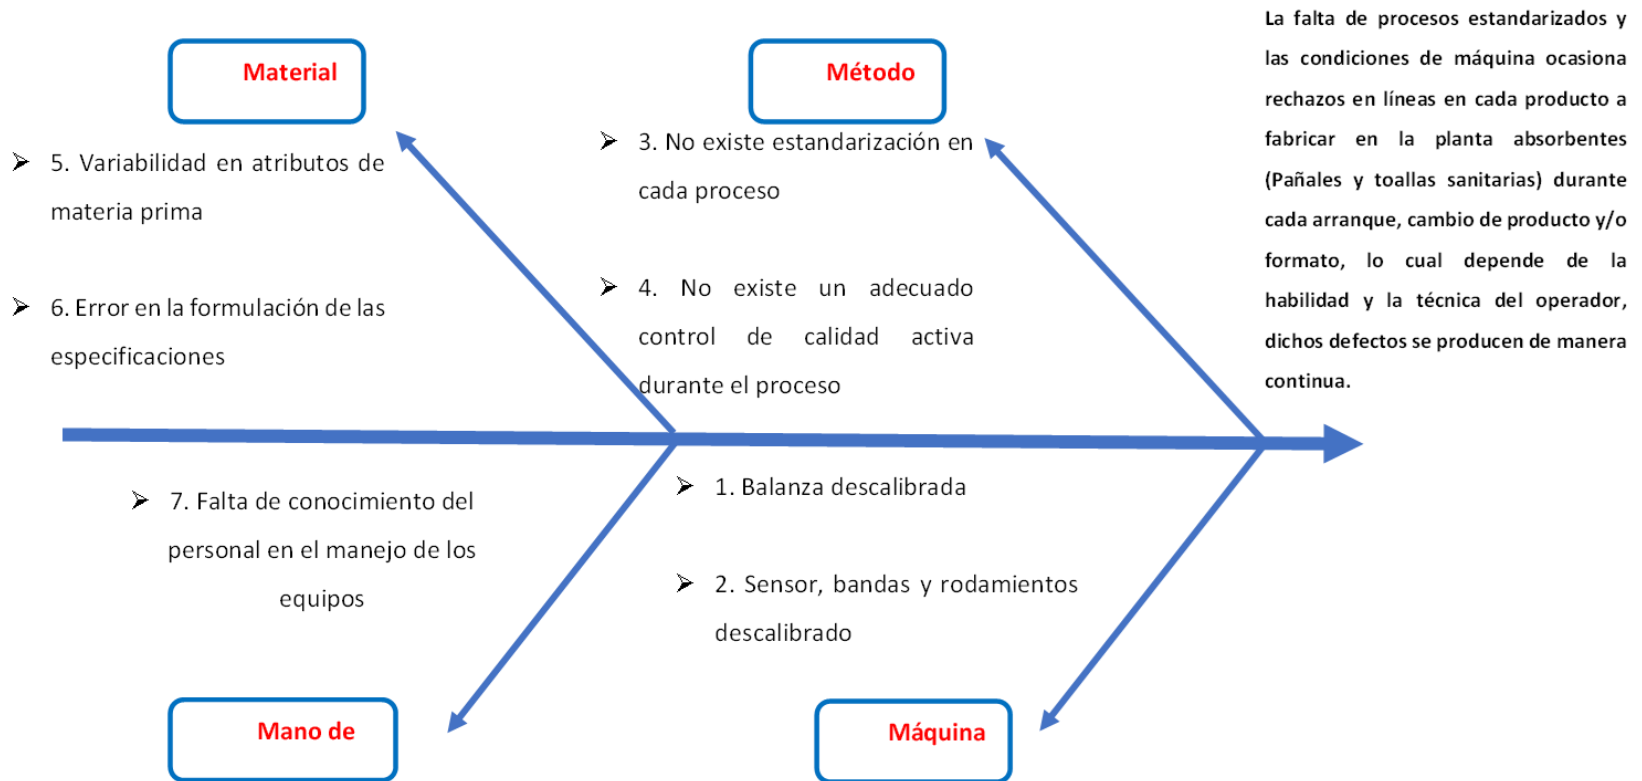 Material
Método
La falta de procesos estandarizados y
las condiciones de máquina ocasiona
rechazos en líneas en cada producto a
fabricar en la planta absorbentes
(Pañales y toallas sanitarias) durante
cada arranque, cambio de producto y/o
formato, lo cual depende de la
habilidad y la técnica del operador,
dichos defectos se producen de manera
continua.
5. Variabilidad en atributos de
materia prima
6. Error en la formulación de las
especificaciones
3. No existe estandarización en
cada proceso
4. No existe un adecuado
control de calidad activa
durante el proceso
7. Falta de conocimiento del
personal en el manejo de los
equipos
1. Balanza descalibrada
2. Sensor, bandas y rodamientos
descalibrado
Mano de
Máquina